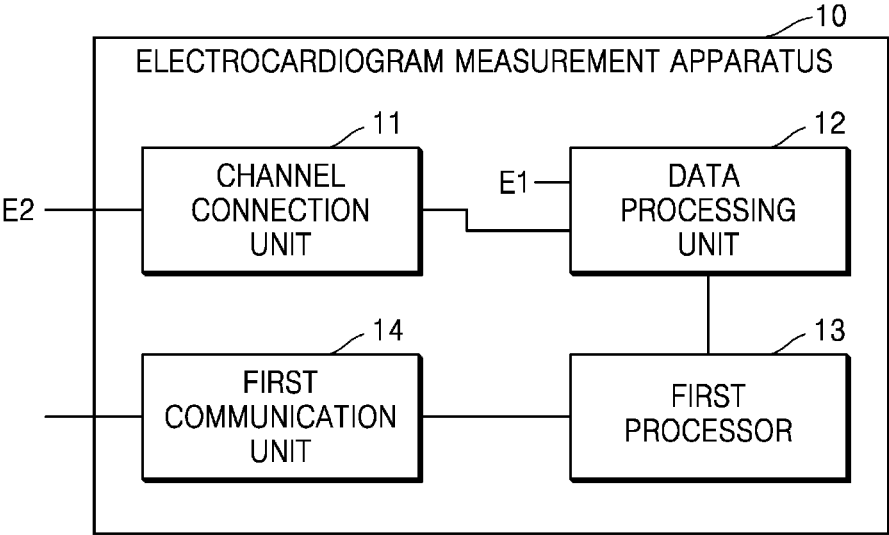 10
ELECTROCARDIOGRAM MEASUREMENT APPARATUS
11
CHANNEL
CONNECTION
UNIT
E2
12
E1
DATA
PROCESSING
UNIT
14
FIRST
COMMUNICATION
UNIT
13
FIRST
PROCESSOR